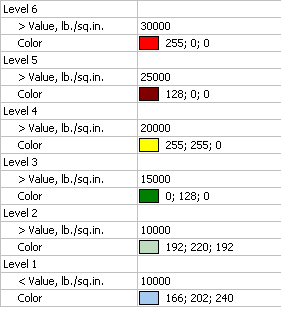 Level 6
> Value, lb./sq.in. 30000
Color 255; 0; 0
Level 5
> Value, lb./sq.in. 25000
Color 128; 0; 0
Level 4
> Value, lb./sq.in. 20000
Color 255; 255; 0
Level 3
> Value, lb./sq.in. 15000
Color 0; 128; 0
Level 2
> Value, lb./sq.in. 10000
Color 192; 220; 192
Level 1
< Value, lb./sq.in. 10000
Color 166; 202; 240